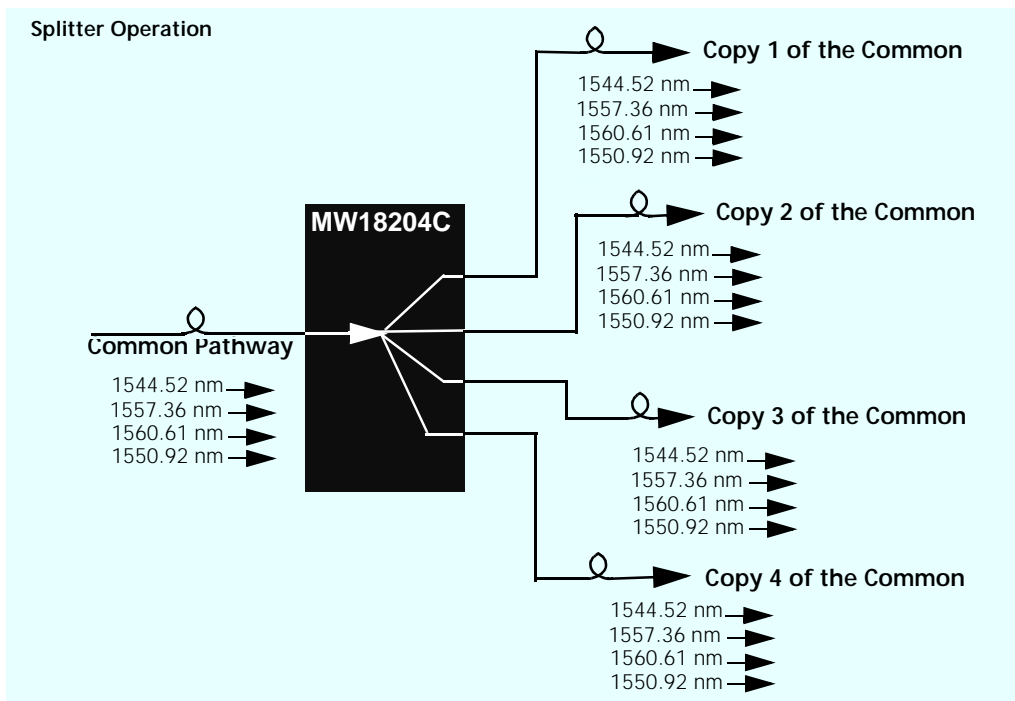 Splitter Operation
Copy 1 of the Common
1544.52 nm
1557.36 nm
1560.61 nm
1550.92 nm
MW18204C
Copy 2 of the Common
1544.52 nm
1557.36 nm
1560.61 nm
1550.92 nm
Common Pathway
1544.52 nm
1557.36 nm
1560.61 nm
1550.92 nm
Copy 3 of the Common
1544.52 nm
1557.36 nm
1560.61 nm
1550.92 nm
Copy 4 of the Common
1544.52 nm
1557.36 nm
1560.61 nm
1550.92 nm